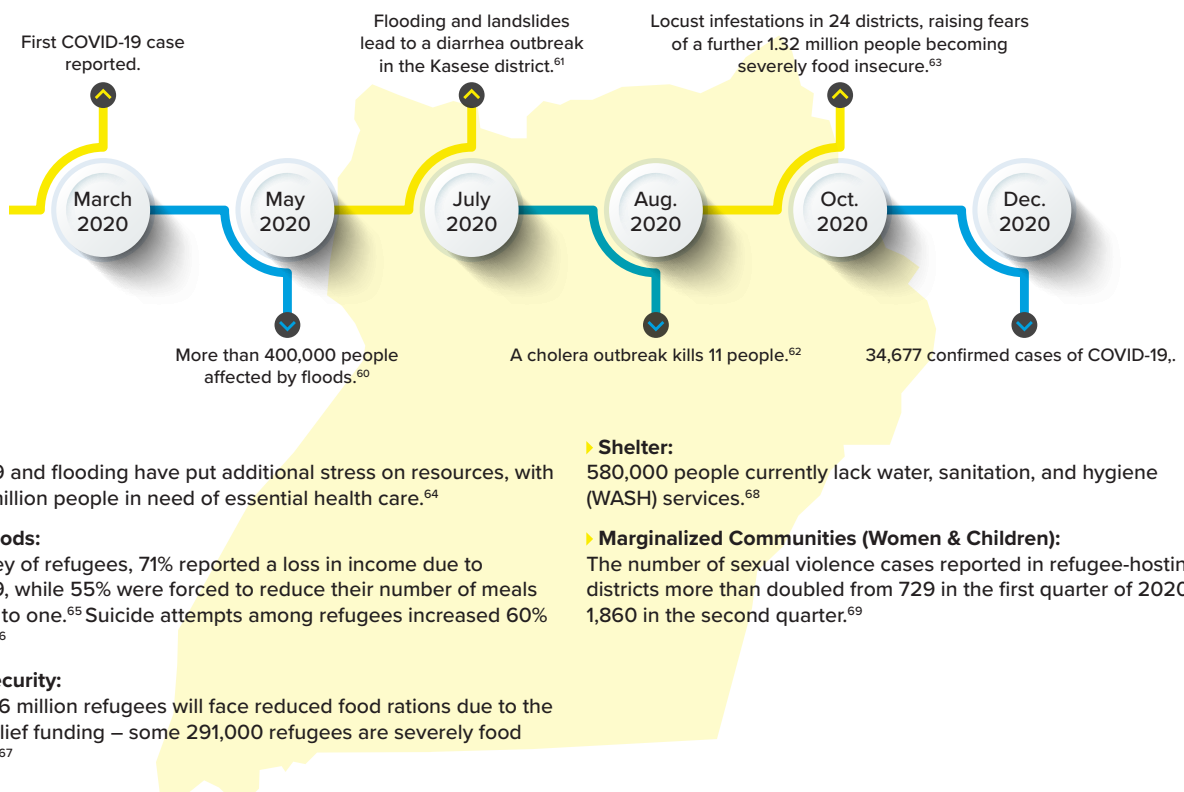 First COVID-19 case
reported.
Flooding and landslides
lead to a diarrhea outbreak
in the Kasese district.⁶¹
Locust infestations in 24 districts, raising fears
of a further 1.32 million people becoming
severely food insecure.⁶³
March
2020
May
2020
July
2020
Aug.
2020
Oct.
2020
Dec.
2020
More than 400,000 people
affected by floods.⁶⁰
A cholera outbreak kills 11 people.⁶²
34,677 confirmed cases of COVID-19,.
9 and flooding have put additional stress on resources, with
million people in need of essential health care.⁶⁴
ods:
ey of refugees, 71% reported a loss in income due to
9, while 55% were forced to reduce their number of meals
to one.⁶⁵ Suicide attempts among refugees increased 60%
⁶
ecurity:
6 million refugees will face reduced food rations due to the
lief funding – some 291,000 refugees are severely food
⁶⁷
Shelter:
580,000 people currently lack water, sanitation, and hygiene
(WASH) services.⁶⁸
Marginalized Communities (Women & Children):
The number of sexual violence cases reported in refugee-hostin
districts more than doubled from 729 in the first quarter of 2020
1,860 in the second quarter.⁶⁹